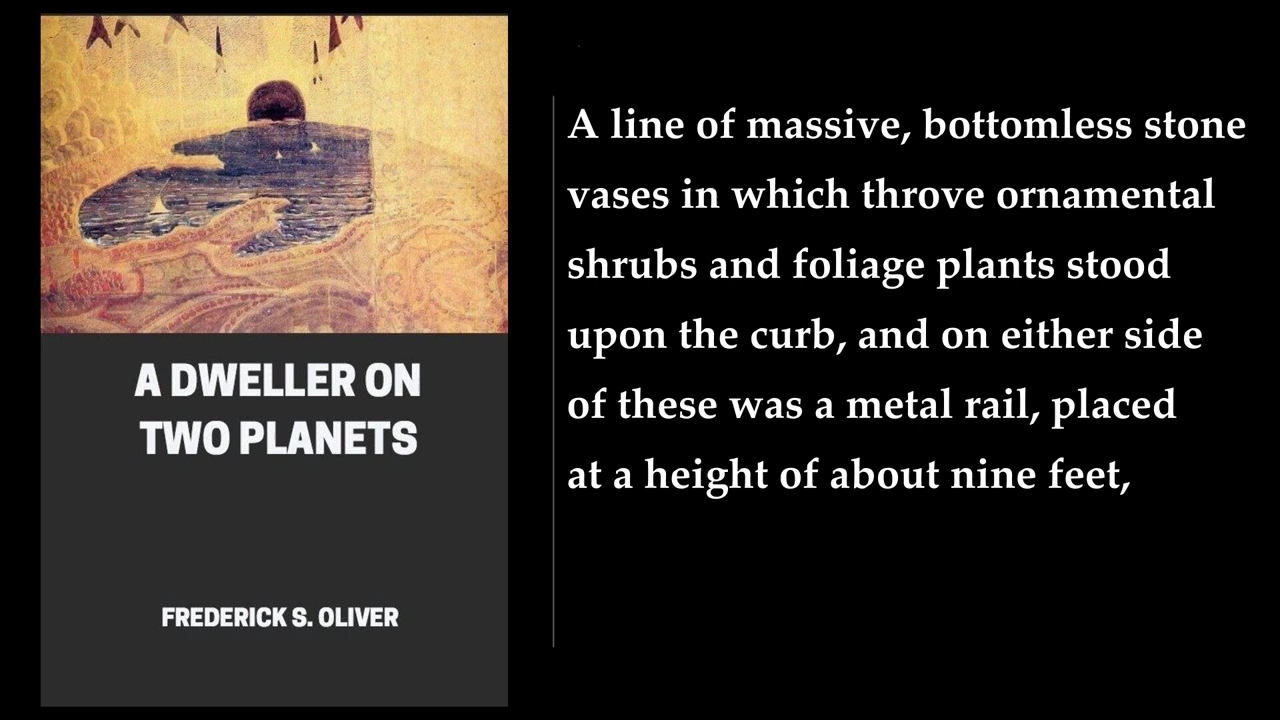 A DWELLER ON
TWO PLANETS
FREDERICK S. OLIVER
A line of massive, bottomless stone
vases in which throve ornamental
shrubs and foliage plants stood
upon the curb, and on either side
of these was a metal rail, placed
at a height of about nine feet,